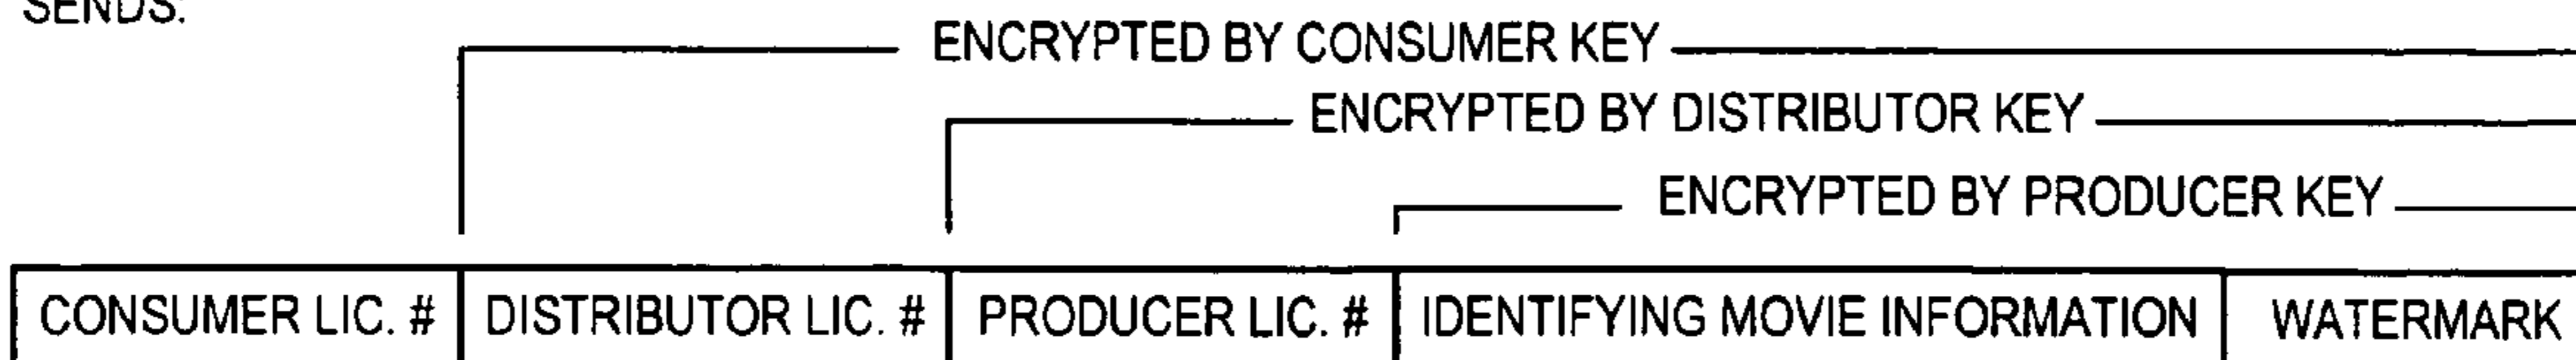 SENDS:
ENCRYPTED BY CONSUMER KEY
ENCRYPTED BY DISTRIBUTOR KEY
ENCRYPTED BY PRODUCER KEY
CONSUMER LIC. # DISTRIBUTOR LIC. # PRODUCER LIC. # IDENTIFYING MOVIE INFORMATION WATERMARK